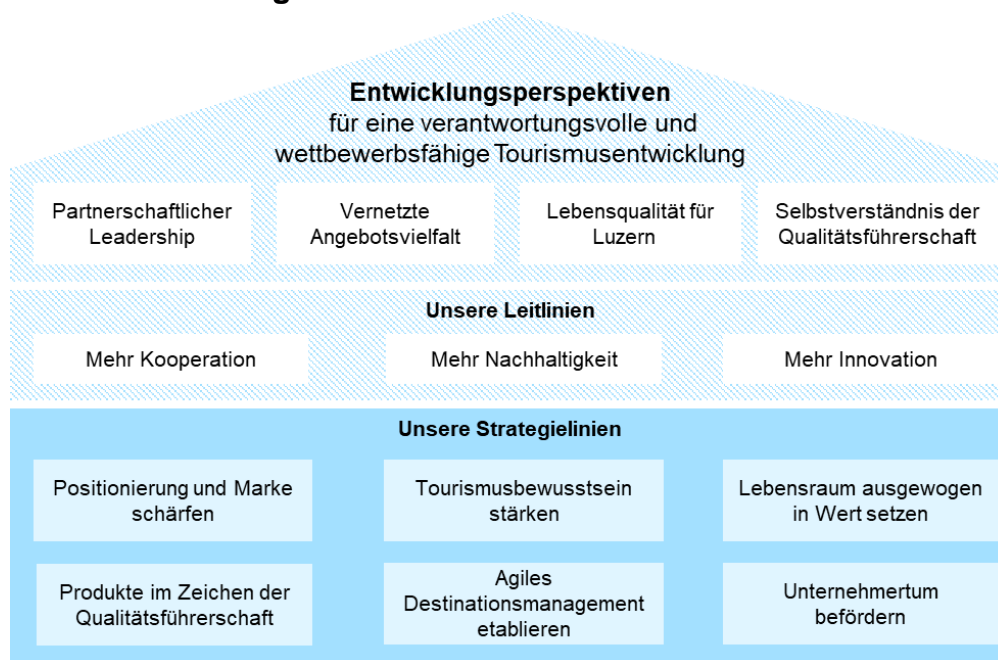 Entwicklungsperspektiven
für eine verantwortungsvolle und
wettbewerbsfähige Tourismusentwicklung
Partnerschaftlicher
Leadership
Vernetzte
Angebotsvielfalt
Lebensqualität für
Luzern
Selbstverständnis der
Qualitätsführerschaft
Unsere Leitlinien
Mehr Kooperation
Mehr Nachhaltigkeit
Mehr Innovation
Unsere Strategielinien
Positionierung und Marke
schärfen
Tourismusbewusstsein
stärken
Lebensraum ausgewogen
in Wert setzen
Produkte im Zeichen der
Qualitätsführerschaft
Agiles
Destinationsmanagement
etablieren
Unternehmertum
befördern